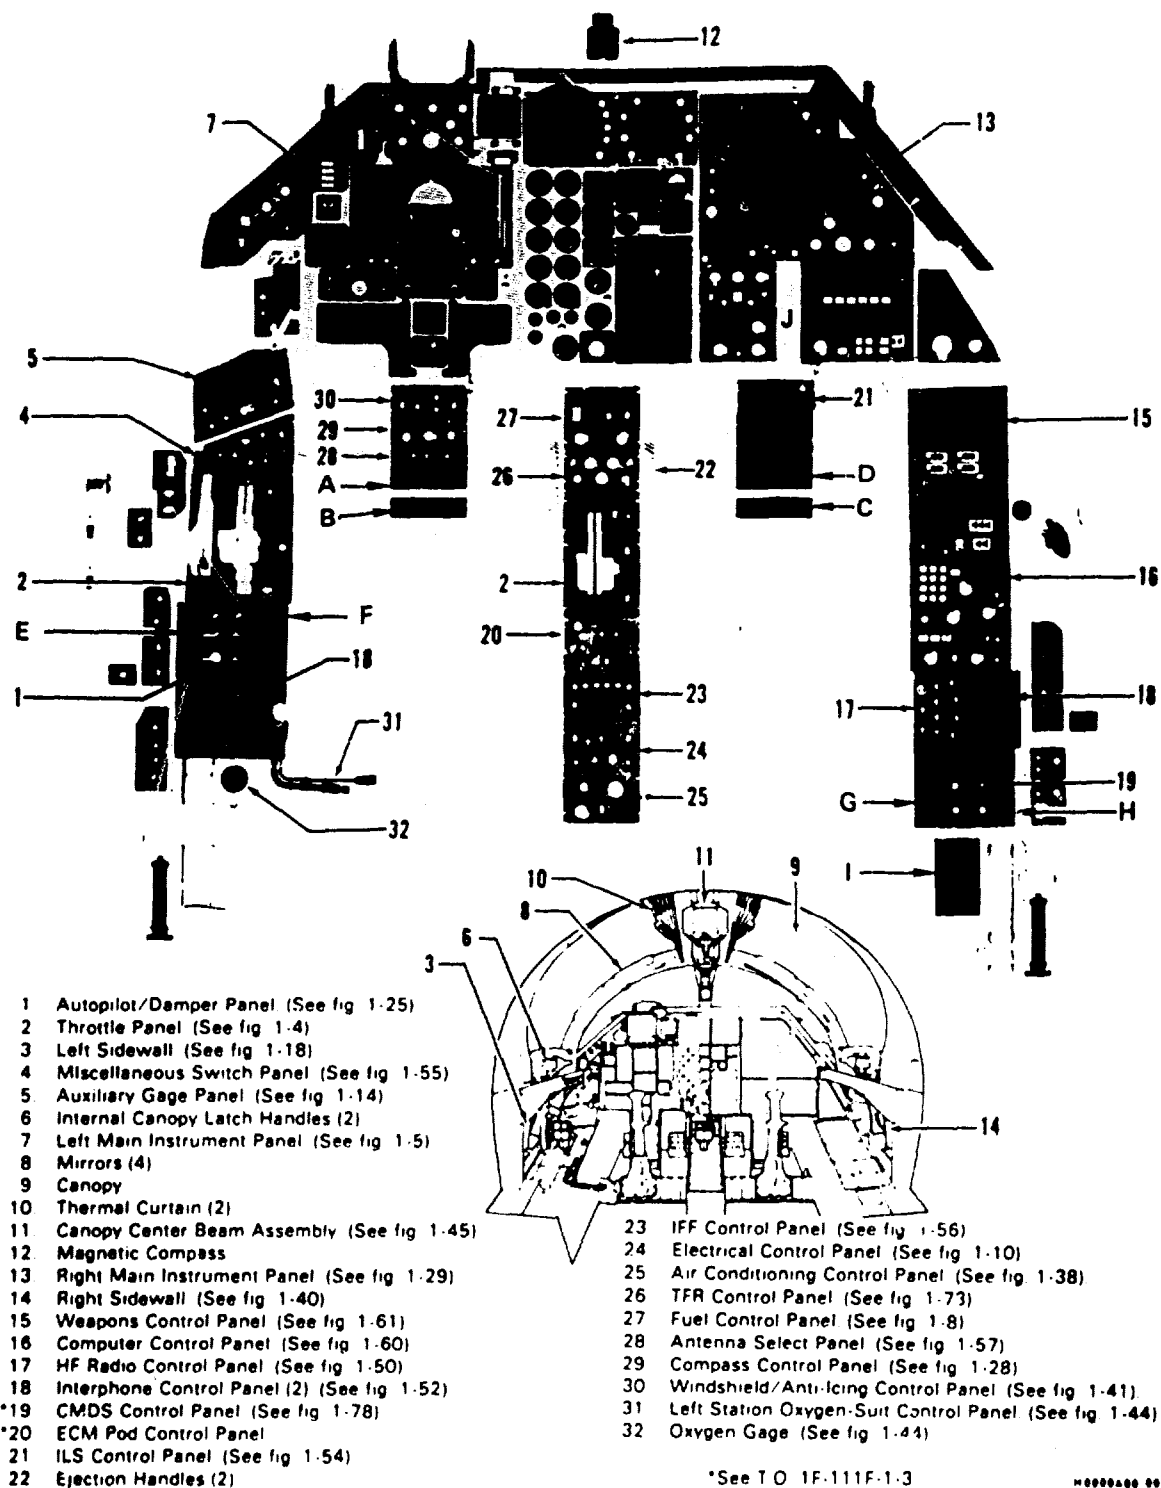 12
7
13
J
5
4
30
29
28
A
B
27
26
22
21
D
C
15
2
E
F
1
18
31
32
2
20
23
24
25
16
17
18
19
G
H
I
11
10
9
8
6
3
14
1 Autopilot/Damper Panel (See fig 1-25)
2 Throttle Panel (See fig 1-4)
3 Left Sidewall (See fig 1-18)
4 Miscellaneous Switch Panel (See fig 1-55)
5 Auxiliary Gage Panel (See fig 1-14)
6 Internal Canopy Latch Handles (2)
7 Left Main Instrument Panel (See fig 1-5)
8 Mirrors (4)
9 Canopy
10 Thermal Curtain (2)
11 Canopy Center Beam Assembly (See fig 1-45)
12 Magnetic Compass
13 Right Main Instrument Panel (See fig 1-29)
14 Right Sidewall (See fig 1-40)
15 Weapons Control Panel (See fig 1-61)
16 Computer Control Panel (See fig 1-60)
17 HF Radio Control Panel (See fig 1-50)
18 Interphone Control Panel (2) (See fig 1-52)
*19 CMDS Control Panel (See fig 1-78)
*20 ECM Pod Control Panel
21 ILS Control Panel (See fig 1-54)
22 Ejection Handles (2)
23 IFF Control Panel (See fig 1-56)
24 Electrical Control Panel (See fig 1-10)
25 Air Conditioning Control Panel (See fig 1-38)
26 TFR Control Panel (See fig 1-73)
27 Fuel Control Panel (See fig 1-8)
28 Antenna Select Panel (See fig 1-57)
29 Compass Control Panel (See fig 1-28)
30 Windshield/Anti-Icing Control Panel (See fig 1-41)
31 Left Station Oxygen-Suit Control Panel (See fig 1-44)
32 Oxygen Gage (See fig 1-44)
*See T O 1F-111F-1-3